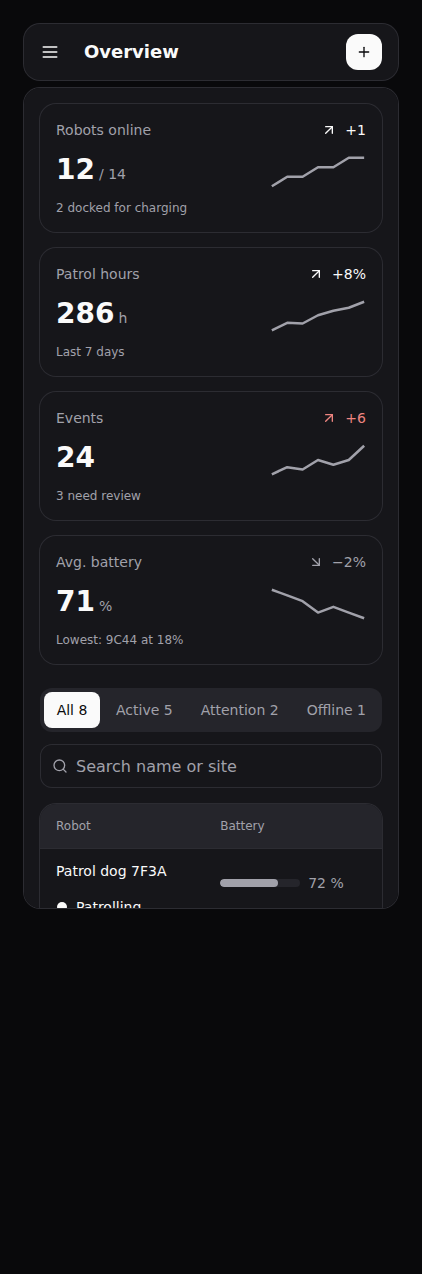 Overview
Robots online
+1
12 / 14
2 docked for charging
Patrol hours
+8%
286 h
Last 7 days
Events
+6
24
3 need review
Avg. battery
−2%
71 %
Lowest: 9C44 at 18%
All 8 Active 5 Attention 2 Offline 1
Search name or site
Robot Battery
Patrol dog 7F3A
72 %
Patrolling